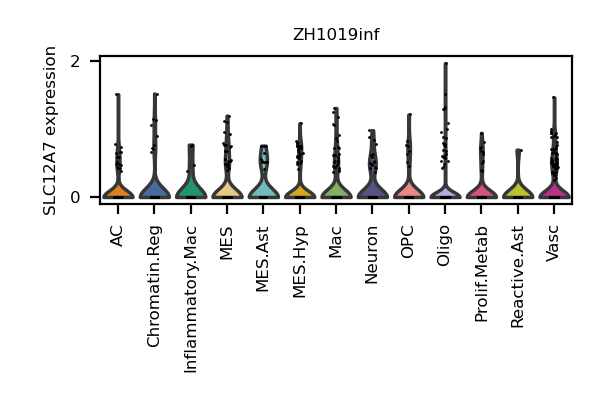 ZH1019inf
SLC12A7 expression
2
0
AC
Chromatin.Reg
Inflammatory.Mac
MES
MES.Ast
MES.Hyp
Mac
Neuron
OPC
Oligo
Prolif.Metab
Reactive.Ast
Vasc